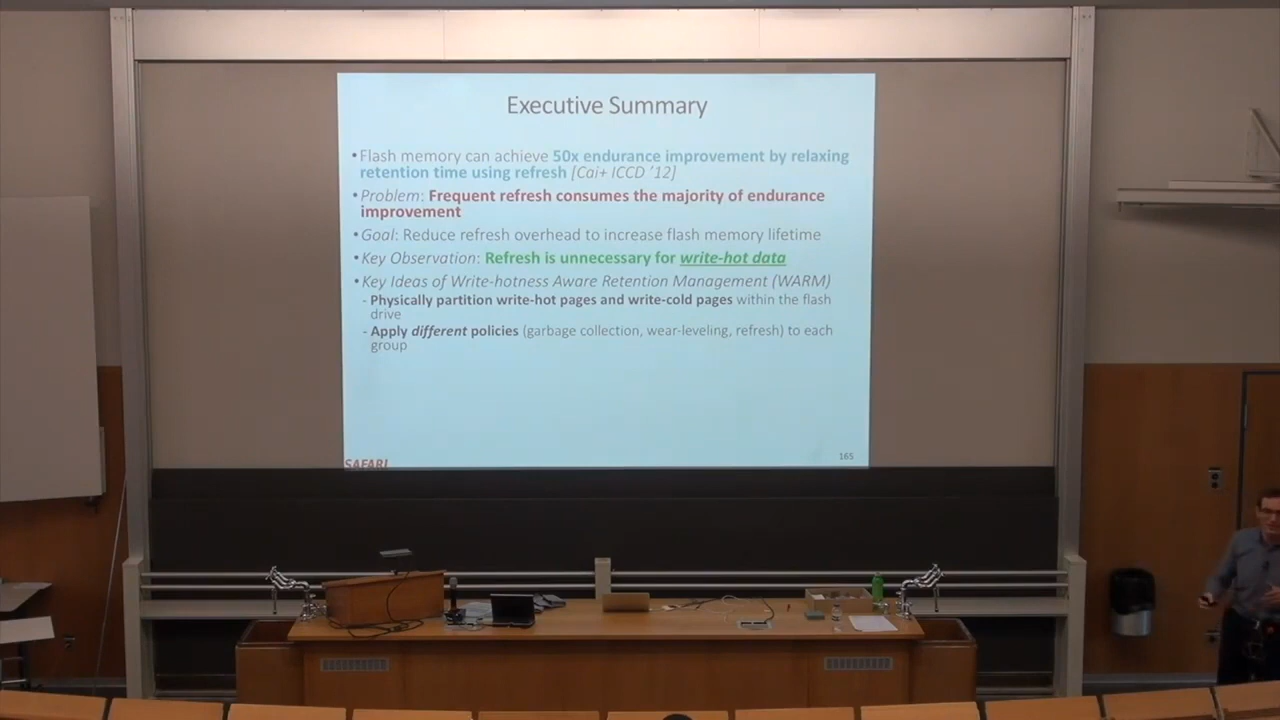 Executive Summary
•Flash memory can achieve 50x endurance improvement by relaxing
retention time using refresh [Cai+ ICCD ’12]
•Problem: Frequent refresh consumes the majority of endurance
improvement
•Goal: Reduce refresh overhead to increase flash memory lifetime
•Key Observation: Refresh is unnecessary for write-hot data
•Key Ideas of Write-hotness Aware Retention Management (WARM)
- Physically partition write-hot pages and write-cold pages within the flash
drive
- Apply different policies (garbage collection, wear-leveling, refresh) to each
group
SAFARI
165